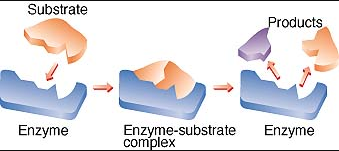 Substrate
Products
Enzyme
Enzyme-substrate
complex
Enzyme